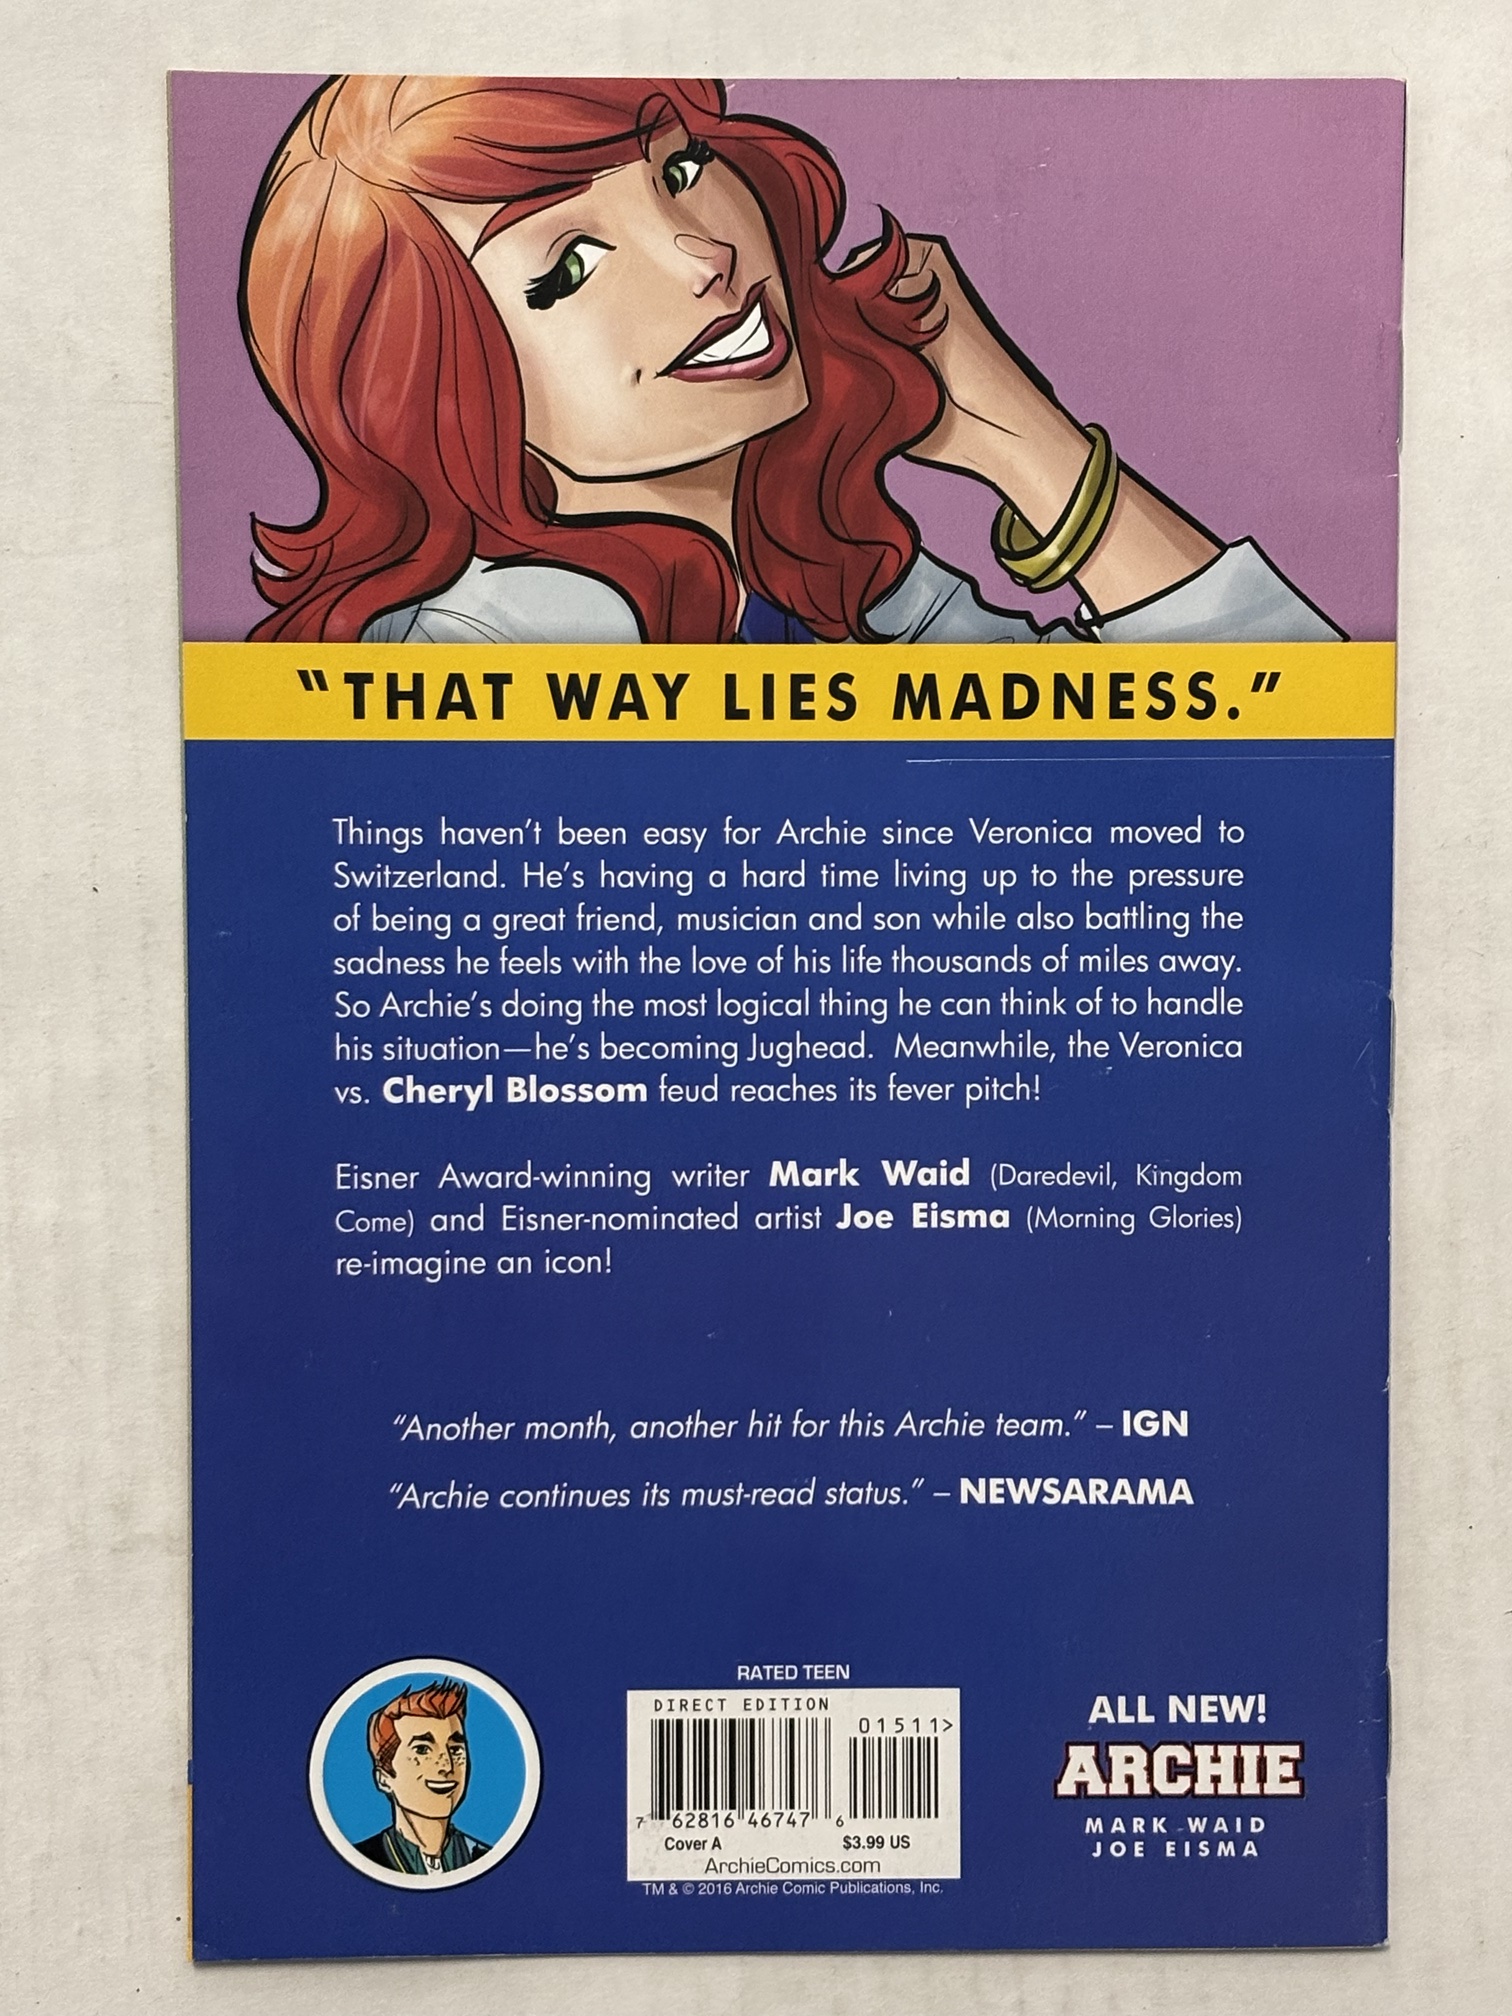 “THAT WAY LIES MADNESS.”
Things haven’t been easy for Archie since Veronica moved to
Switzerland. He’s having a hard time living up to the pressure
of being a great friend, musician and son while also battling the
sadness he feels with the love of his life thousands of miles away.
So Archie’s doing the most logical thing he can think of to handle
his situation—he’s becoming Jughead. Meanwhile, the Veronica
vs. Cheryl Blossom feud reaches its fever pitch!
Eisner Award-winning writer Mark Waid (Daredevil, Kingdom
Come) and Eisner-nominated artist Joe Eisma (Morning Glories)
re-imagine an icon!
“Another month, another hit for this Archie team.” – IGN
“Archie continues its must-read status.” – NEWSARAMA
RATED TEEN
DIRECT EDITION
01511>
7 62816 46747 6
Cover A $3.99 US
ArchieComics.com
TM & © 2016 Archie Comic Publications, Inc.
ALL NEW!
ARCHIE
MARK WAID
JOE EISMA